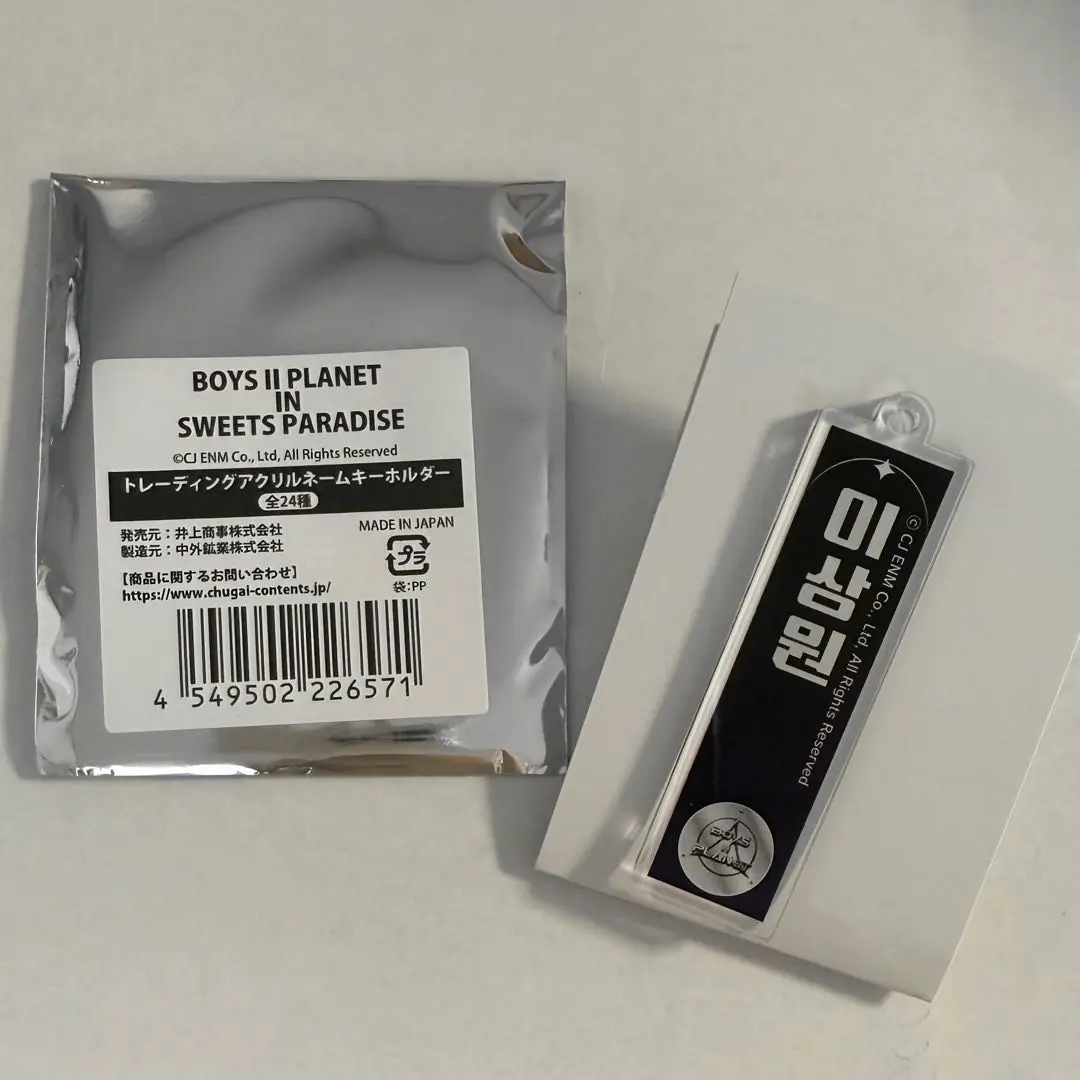 BOYS II PLANET
IN
SWEETS PARADISE
©CJ ENM Co., Ltd, All Rights Reserved
トレーディングアクリルネームキーホルダー
全24種
発売元：井上商事株式会社
製造元：中外鉱業株式会社
MADE IN JAPAN
プラ
袋:PP
【商品に関するお問い合わせ】
https://www.chugai-contents.jp/
4 549502 226571
이상원
© CJ ENM Co., Ltd, All Rights Reserved
BOYS
II
PLANET